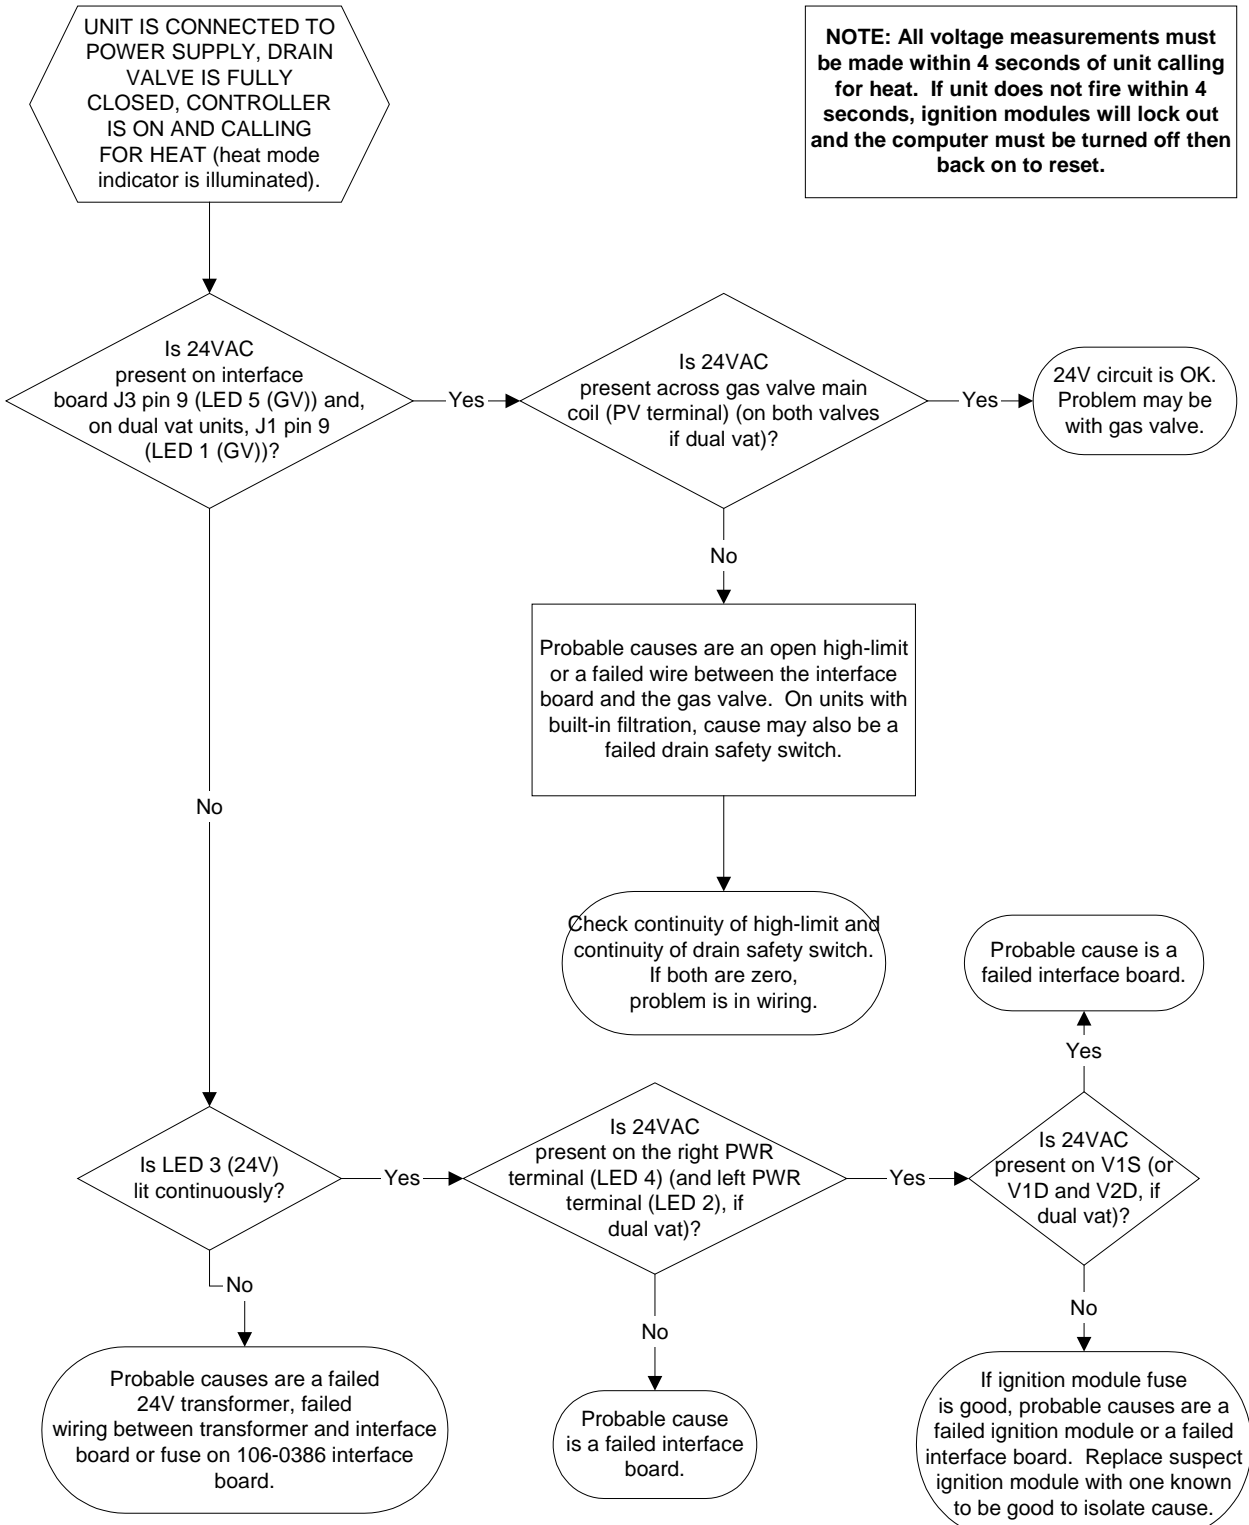 UNIT IS CONNECTED TO
POWER SUPPLY, DRAIN
VALVE IS FULLY
CLOSED, CONTROLLER
IS ON AND CALLING
FOR HEAT (heat mode
indicator is illuminated).
NOTE: All voltage measurements must
be made within 4 seconds of unit calling
for heat. If unit does not fire within 4
seconds, ignition modules will lock out
and the computer must be turned off then
back on to reset.
Is 24VAC
present on interface
board J3 pin 9 (LED 5 (GV)) and,
on dual vat units, J1 pin 9
(LED 1 (GV))?
Yes
Is 24VAC
present across gas valve main
coil (PV terminal) (on both valves
if dual vat)?
Yes
24V circuit is OK.
Problem may be
with gas valve.
No
Probable causes are an open high-limit
or a failed wire between the interface
board and the gas valve. On units with
built-in filtration, cause may also be a
failed drain safety switch.
No
Check continuity of high-limit and
continuity of drain safety switch.
If both are zero,
problem is in wiring.
Probable cause is a
failed interface board.
Yes
Is LED 3 (24V)
lit continuously?
Yes
Is 24VAC
present on the right PWR
terminal (LED 4) (and left PWR
terminal (LED 2), if
dual vat)?
Yes
Is 24VAC
present on V1S (or
V1D and V2D, if
dual vat)?
No
No
No
Probable causes are a failed
24V transformer, failed
wiring between transformer and interface
board or fuse on 106-0386 interface
board.
Probable cause
is a failed interface
board.
If ignition module fuse
is good, probable causes are a
failed ignition module or a failed
interface board. Replace suspect
ignition module with one known
to be good to isolate cause.